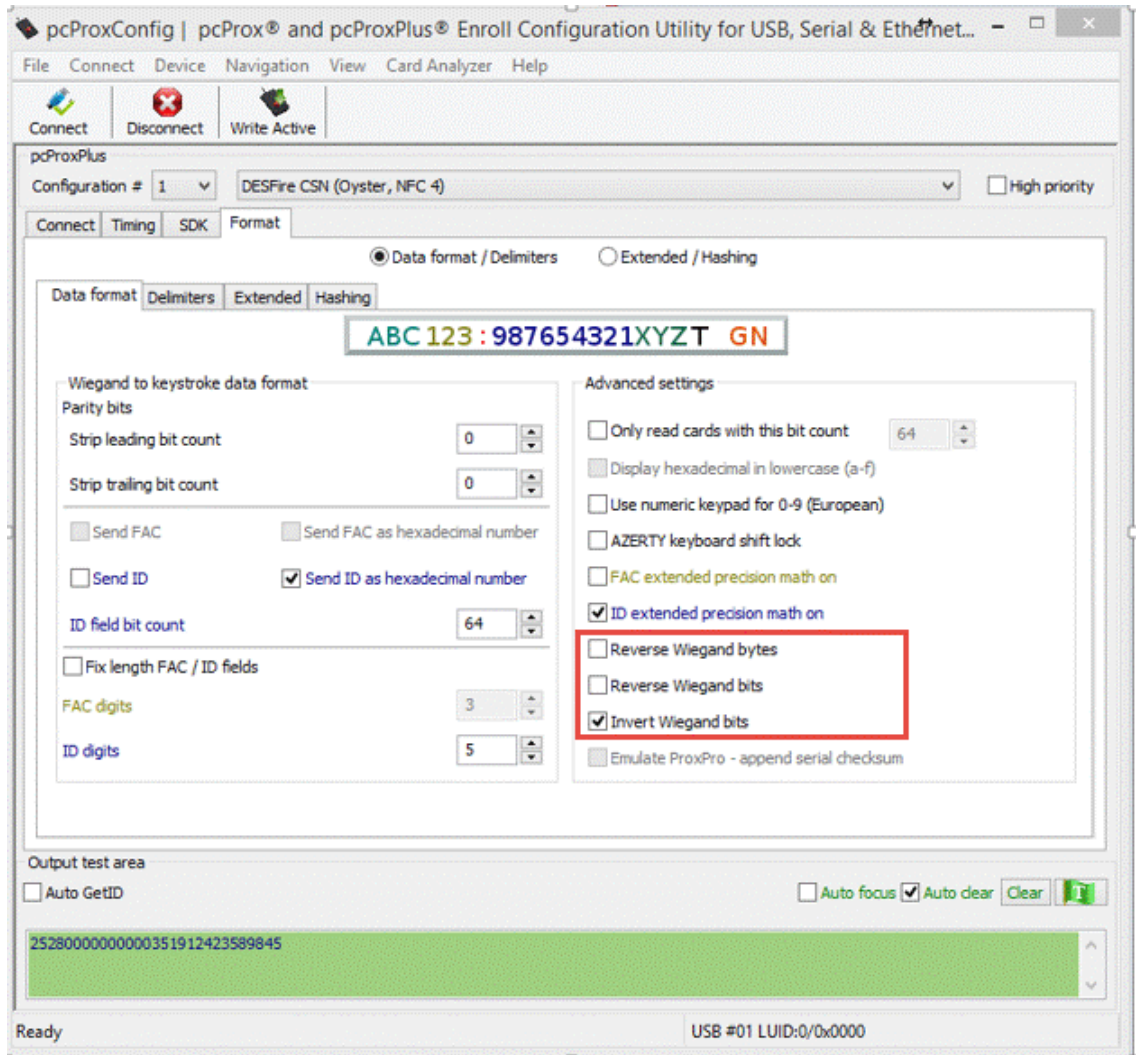 pcProxConfig | pcProx® and pcProxPlus® Enroll Configuration Utility for USB, Serial & Ethernet...
File Connect Device Navigation View Card Analyzer Help
Connect Disconnect Write Active
pcProxPlus
Configuration # 1 DESFire CSN (Oyster, NFC 4) High priority
Connect Timing SDK Format
Data format / Delimiters Extended / Hashing
Data format Delimiters Extended Hashing
ABC 123 : 987654321XYZT GN
Wiegand to keystroke data format
Parity bits
Strip leading bit count 0
Strip trailing bit count 0
Send FAC Send FAC as hexadecimal number
Send ID Send ID as hexadecimal number
ID field bit count 64
Fix length FAC / ID fields
FAC digits 3
ID digits 5
Advanced settings
Only read cards with this bit count 64
Display hexadecimal in lowercase (a-f)
Use numeric keypad for 0-9 (European)
AZERTY keyboard shift lock
FAC extended precision math on
ID extended precision math on
Reverse Wiegand bytes
Reverse Wiegand bits
Invert Wiegand bits
Emulate ProxPro - append serial checksum
Output test area
Auto GetID Auto focus Auto clear Clear T
2528000000000351912423589845
Ready USB #01 LUID:0/0x0000